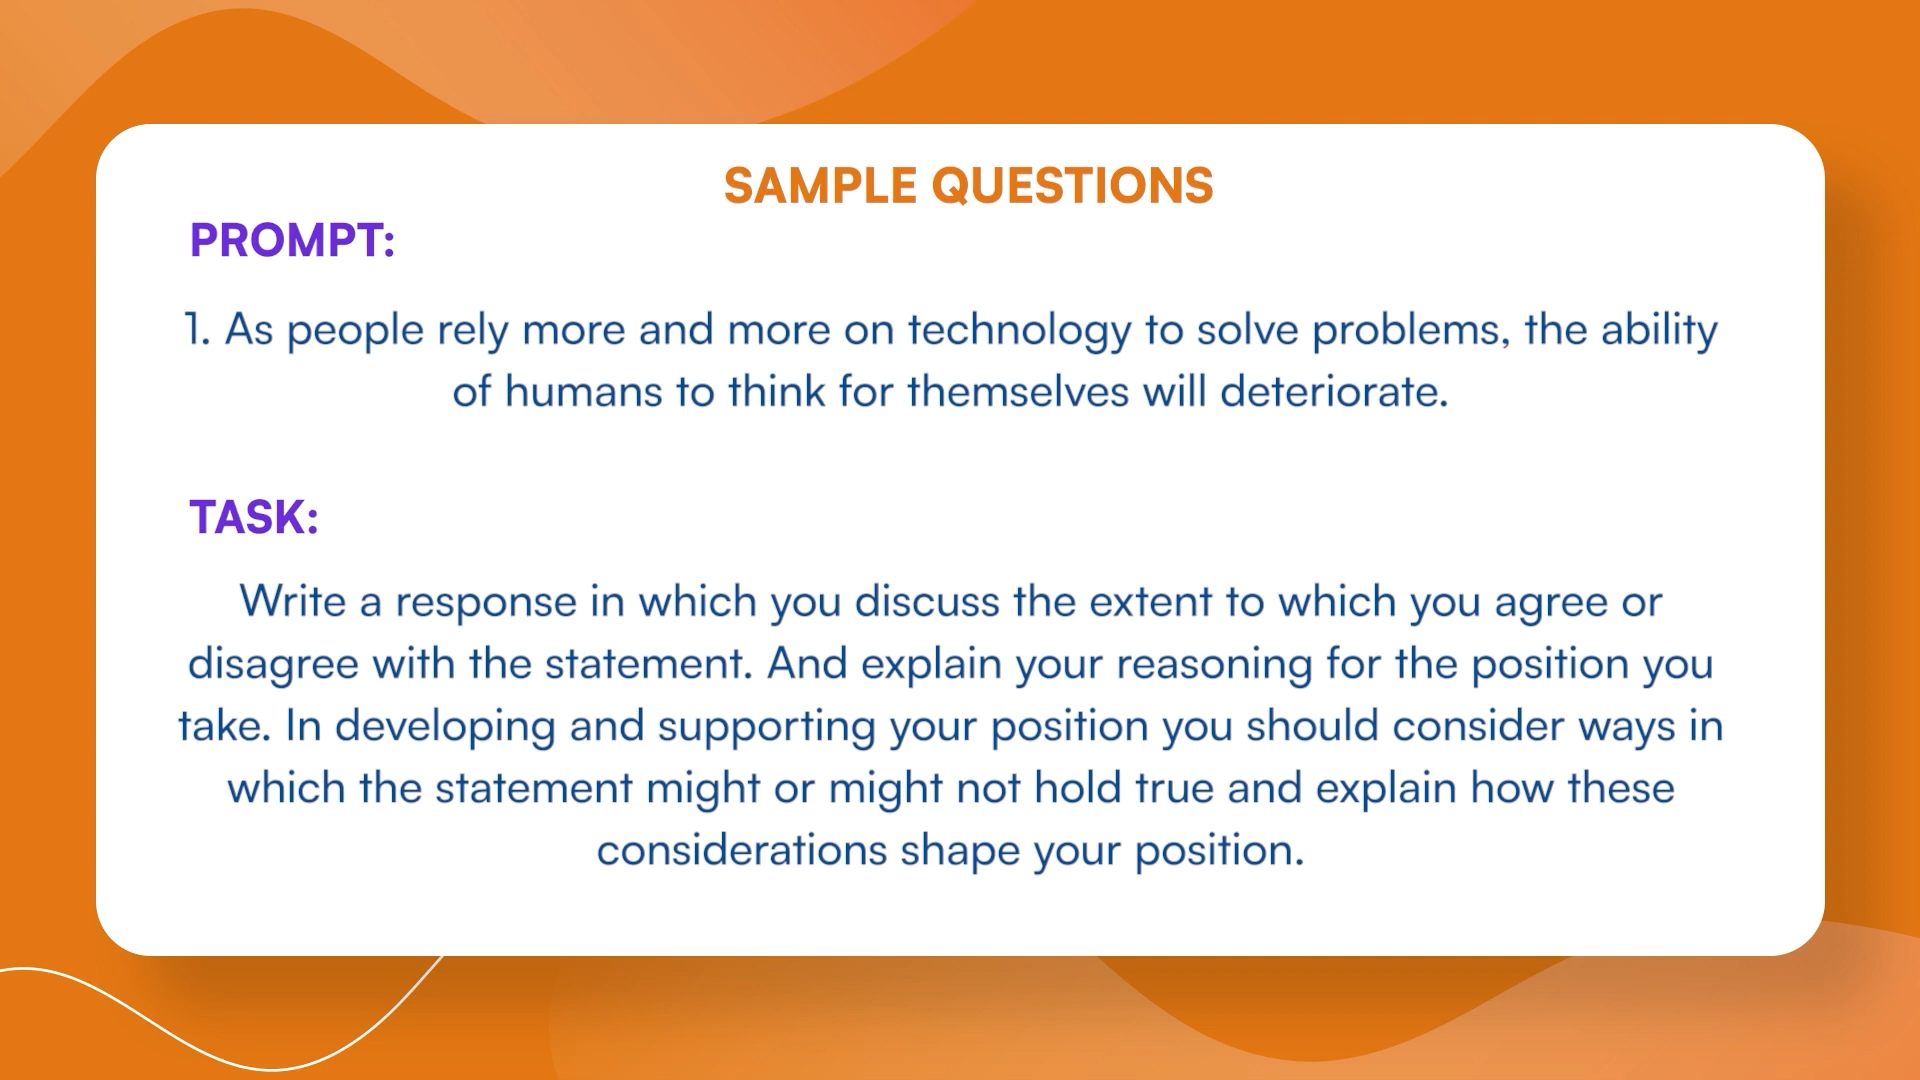 SAMPLE QUESTIONS
PROMPT:
1. As people rely more and more on technology to solve problems, the ability
of humans to think for themselves will deteriorate.
TASK:
Write a response in which you discuss the extent to which you agree or
disagree with the statement. And explain your reasoning for the position you
take. In developing and supporting your position you should consider ways in
which the statement might or might not hold true and explain how these
considerations shape your position.